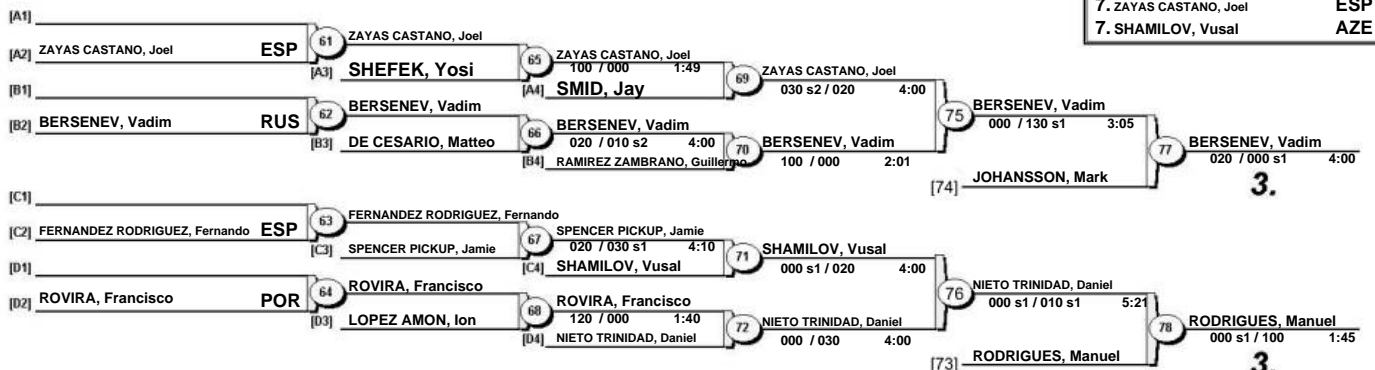 7. ZAYAS CASTANO, Joel ESP
7. SHAMILOV, Vusal AZE
[A1]
[A2] ZAYAS CASTANO, Joel ESP
61
ZAYAS CASTANO, Joel
[A3] SHEFEK, Yosi
65
ZAYAS CASTANO, Joel
100 / 000 1:49
[A4] SMID, Jay
69
ZAYAS CASTANO, Joel
030 s2 / 020 4:00
[B1]
[B2] BERSENEV, Vadim RUS
62
BERSENEV, Vadim
[B3] DE CESARIO, Matteo
66
BERSENEV, Vadim
020 / 010 s2 4:00
[B4] RAMIREZ ZAMBRANO, Guillermo
70
BERSENEV, Vadim
100 / 000 2:01
75
BERSENEV, Vadim
000 / 130 s1 3:05
[74] JOHANSSON, Mark
77
BERSENEV, Vadim
020 / 000 s1 4:00
3.
[C1]
[C2] FERNANDEZ RODRIGUEZ, Fernando ESP
63
FERNANDEZ RODRIGUEZ, Fernando
[C3] SPENCER PICKUP, Jamie
67
SPENCER PICKUP, Jamie
020 / 030 s1 4:10
[C4] SHAMILOV, Vusal
71
SHAMILOV, Vusal
000 s1 / 020 4:00
[D1]
[D2] ROVIRA, Francisco POR
64
ROVIRA, Francisco
[D3] LOPEZ AMON, Ion
68
ROVIRA, Francisco
120 / 000 1:40
[D4] NIETO TRINIDAD, Daniel
72
NIETO TRINIDAD, Daniel
000 / 030 4:00
76
NIETO TRINIDAD, Daniel
000 s1 / 010 s1 5:21
[73] RODRIGUES, Manuel
78
RODRIGUES, Manuel
000 s1 / 100 1:45
3.